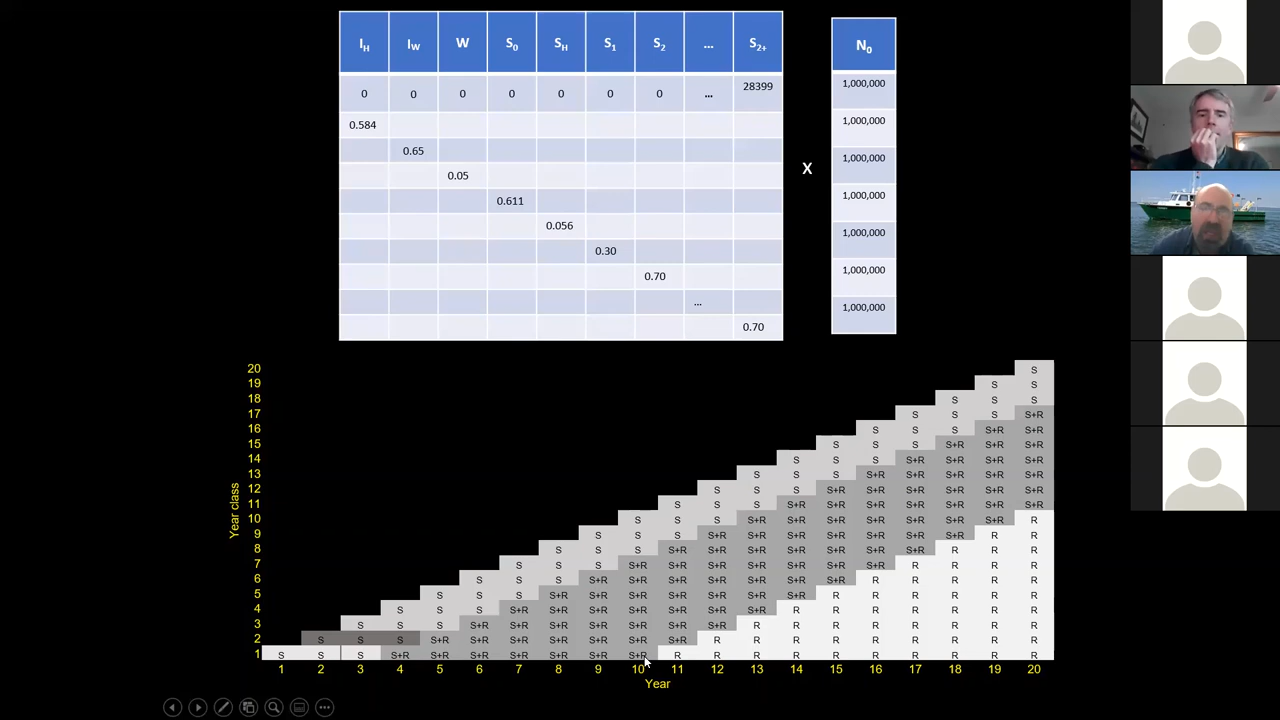 I_H I_W W S_0 S_H S_1 S_2 ... S_2+
0 0 0 0 0 0 0 ... 28399
0.584
0.65
0.05
0.611
0.056
0.30
0.70
...
0.70
X
N_0
1,000,000
1,000,000
1,000,000
1,000,000
1,000,000
1,000,000
1,000,000
Year class
20 S
19 S S
18 S S S
17 S S S S+R
16 S S S S+R S+R
15 S S S S+R S+R S+R
14 S S S S+R S+R S+R S+R
13 S S S S+R S+R S+R S+R S+R
12 S S S S+R S+R S+R S+R S+R S+R
11 S S S S+R S+R S+R S+R S+R S+R S+R
10 S S S S+R S+R S+R S+R S+R S+R S+R R
9 S S S S+R S+R S+R S+R S+R S+R S+R R R
8 S S S S+R S+R S+R S+R S+R S+R S+R R R R
7 S S S S+R S+R S+R S+R S+R S+R S+R R R R R
6 S S S S+R S+R S+R S+R S+R S+R S+R R R R R R
5 S S S S+R S+R S+R S+R S+R S+R S+R R R R R R R
4 S S S S+R S+R S+R S+R S+R S+R S+R R R R R R R R
3 S S S S+R S+R S+R S+R S+R S+R S+R R R R R R R R R
2 S S S S+R S+R S+R S+R S+R S+R S+R R R R R R R R R R
1 S S S S+R S+R S+R S+R S+R S+R S+R R R R R R R R R R R
1 2 3 4 5 6 7 8 9 10 11 12 13 14 15 16 17 18 19 20
Year